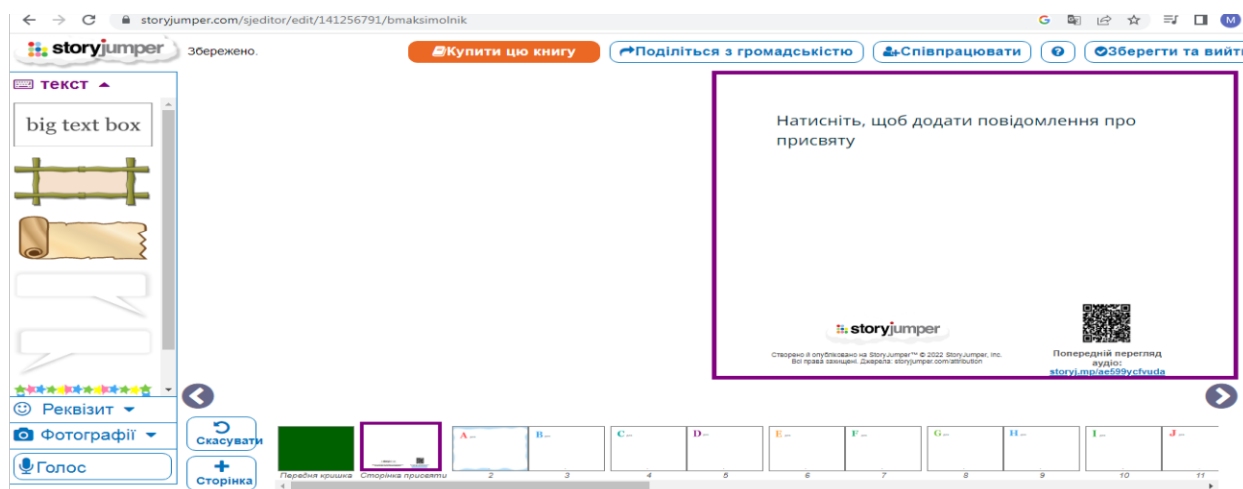 storyjumper.com/sjeditor/edit/141256791/bmaksimolnik
G
M
storyjumper
Збережено.
Купити цю книгу
Поділіться з громадськістю
Співпрацювати
?
Зберегти та вийт
текст
big text box
Реквізит
Фотографії
Голос
Натисніть, щоб додати повідомлення про
присвяту
storyjumper
Створено й опубліковано на StoryJumper™ © 2022 StoryJumper, Inc.
Всі права захищені. Джерела: storyjumper.com/attribution
Попередній перегляд
аудіо:
storyj.mp/ae599ycfvuda
Скасувати
Сторінка
A B C D E F G H I J
Передня кришка Сторінка присвяти 2 3 4 5 6 7 8 9 10 11